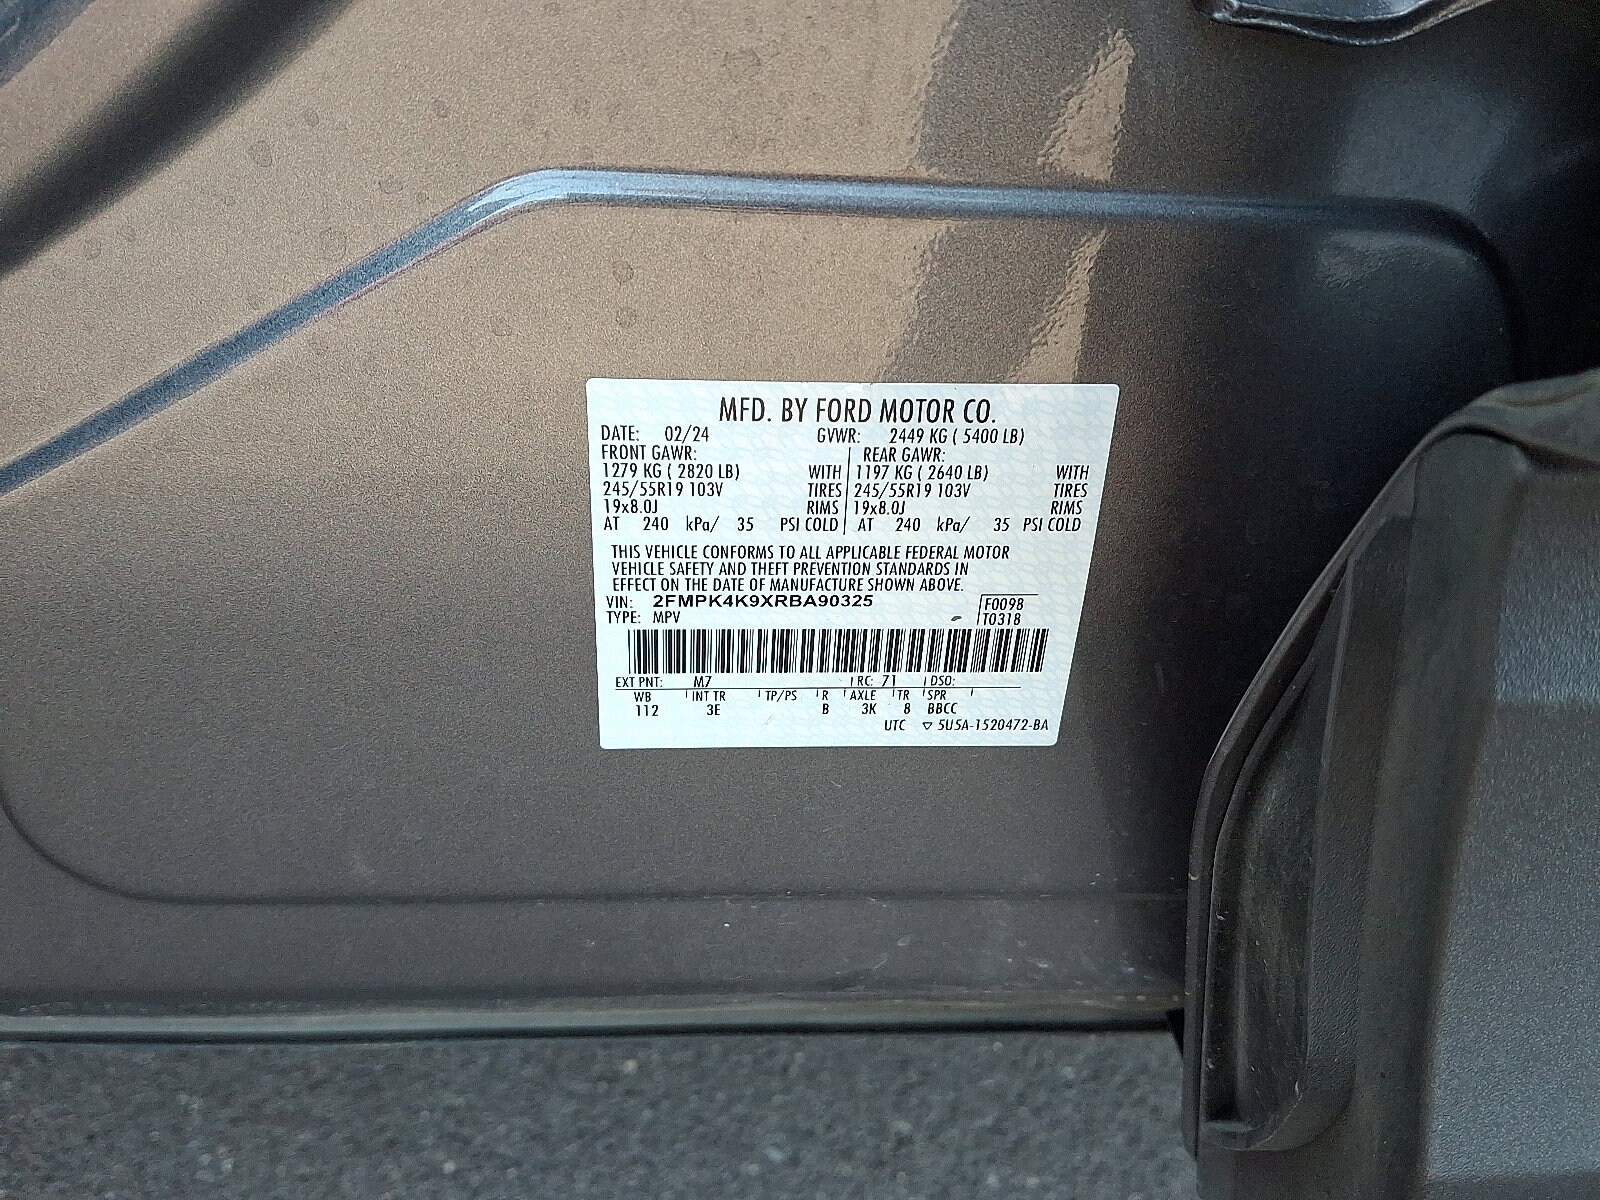 MFD. BY FORD MOTOR CO.
DATE: 02/24 GVWR: 2449 KG ( 5400 LB)
FRONT GAWR: REAR GAWR:
1279 KG ( 2820 LB) WITH 1197 KG ( 2640 LB) WITH
245/55R19 103V TIRES 245/55R19 103V TIRES
19x8.0J RIMS 19x8.0J RIMS
AT 240 kPa/ 35 PSI COLD AT 240 kPa/ 35 PSI COLD
THIS VEHICLE CONFORMS TO ALL APPLICABLE FEDERAL MOTOR
VEHICLE SAFETY AND THEFT PREVENTION STANDARDS IN
EFFECT ON THE DATE OF MANUFACTURE SHOWN ABOVE.
VIN: 2FMPK4K9XRBA90325 F0098
TYPE: MPV T0318
EXT PNT: M7 RC: 71 DSO:
WB INT TR TP/PS R AXLE TR SPR
112 3E B 3K 8 BBCC
UTC ▽ 5U5A-1520472-BA